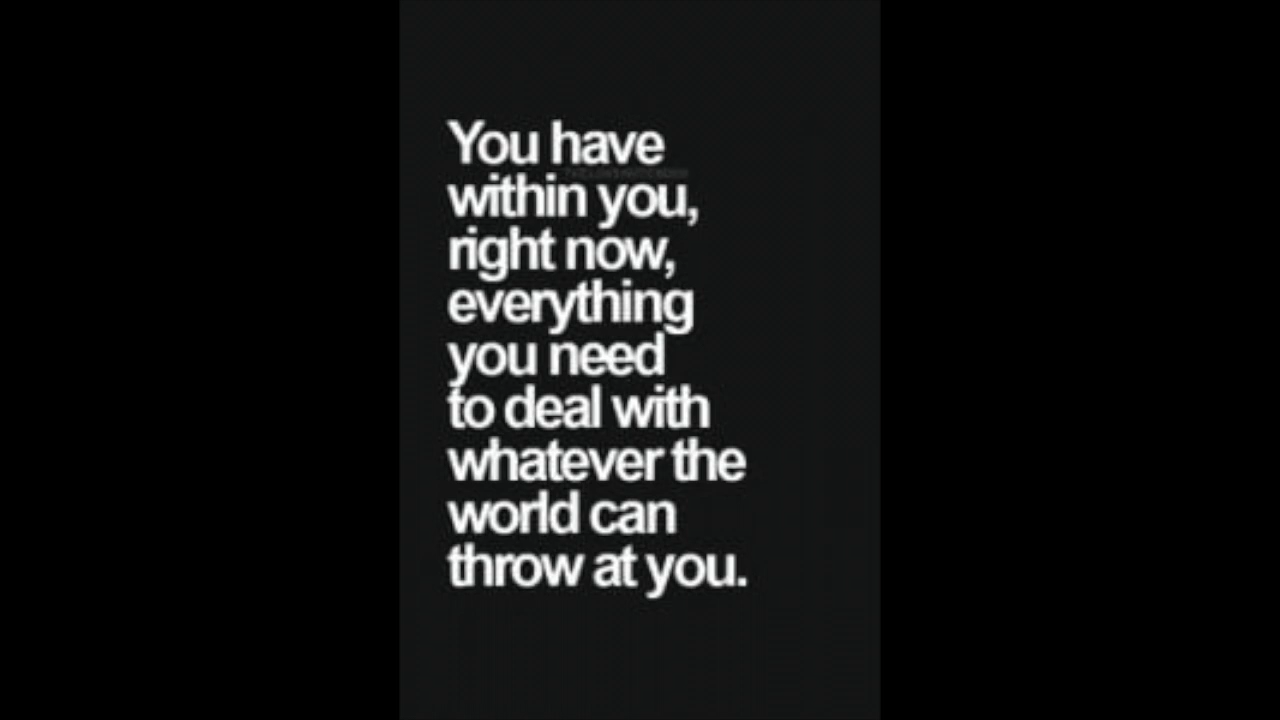 You have
within you,
right now,
everything
you need
to deal with
whatever the
world can
throw at you.